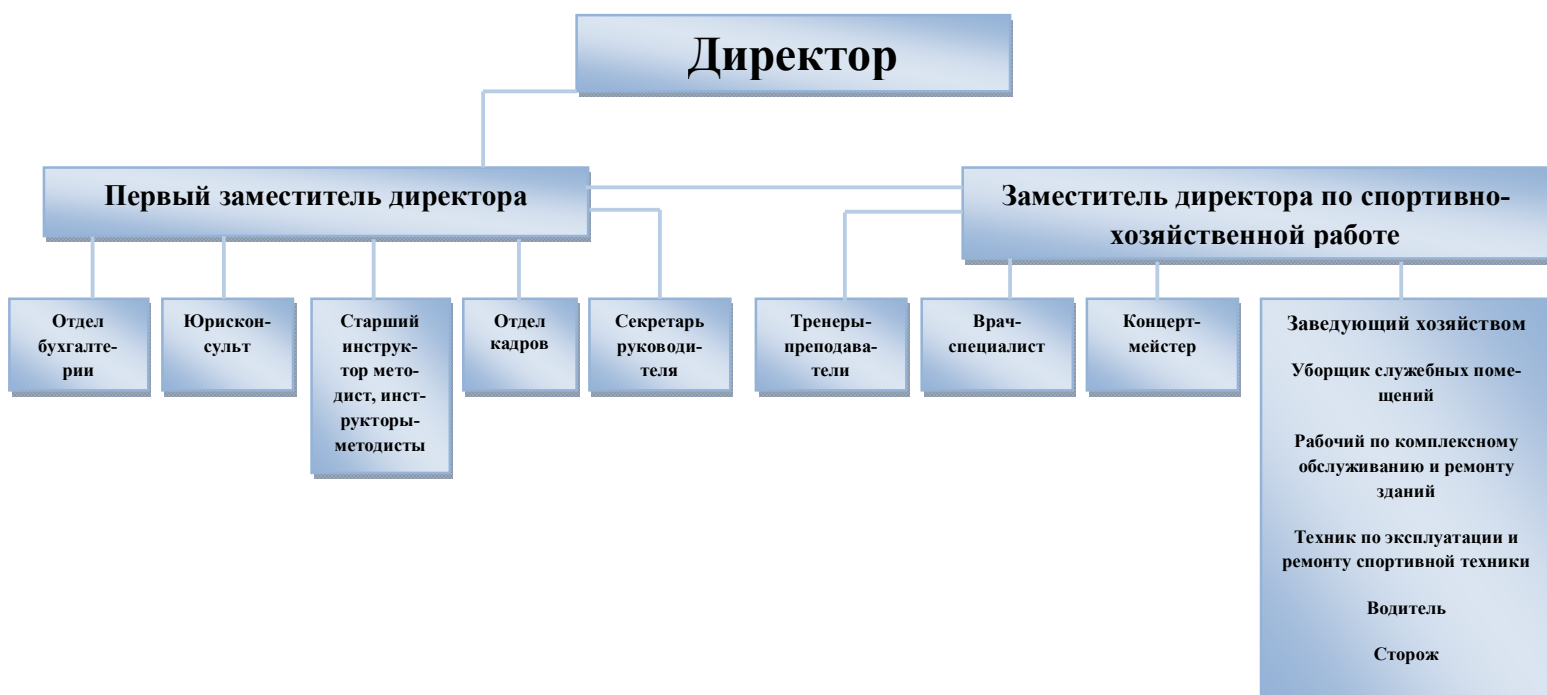 Директор
Первый заместитель директора
Заместитель директора по спортивно-
хозяйственной работе
Отдел
бухгалте-
рии
Юрискон-
сульт
Старший
инструк-
тор мето-
дист, инст-
рукторы-
методисты
Отдел
кадров
Секретарь
руководи-
теля
Тренеры-
преподава-
тели
Врач-
специалист
Концерт-
мейстер
Заведующий хозяйством
Уборщик служебных поме-
щений
Рабочий по комплексному
обслуживанию и ремонту
зданий
Техник по эксплуатации и
ремонту спортивной техники
Водитель
Сторож